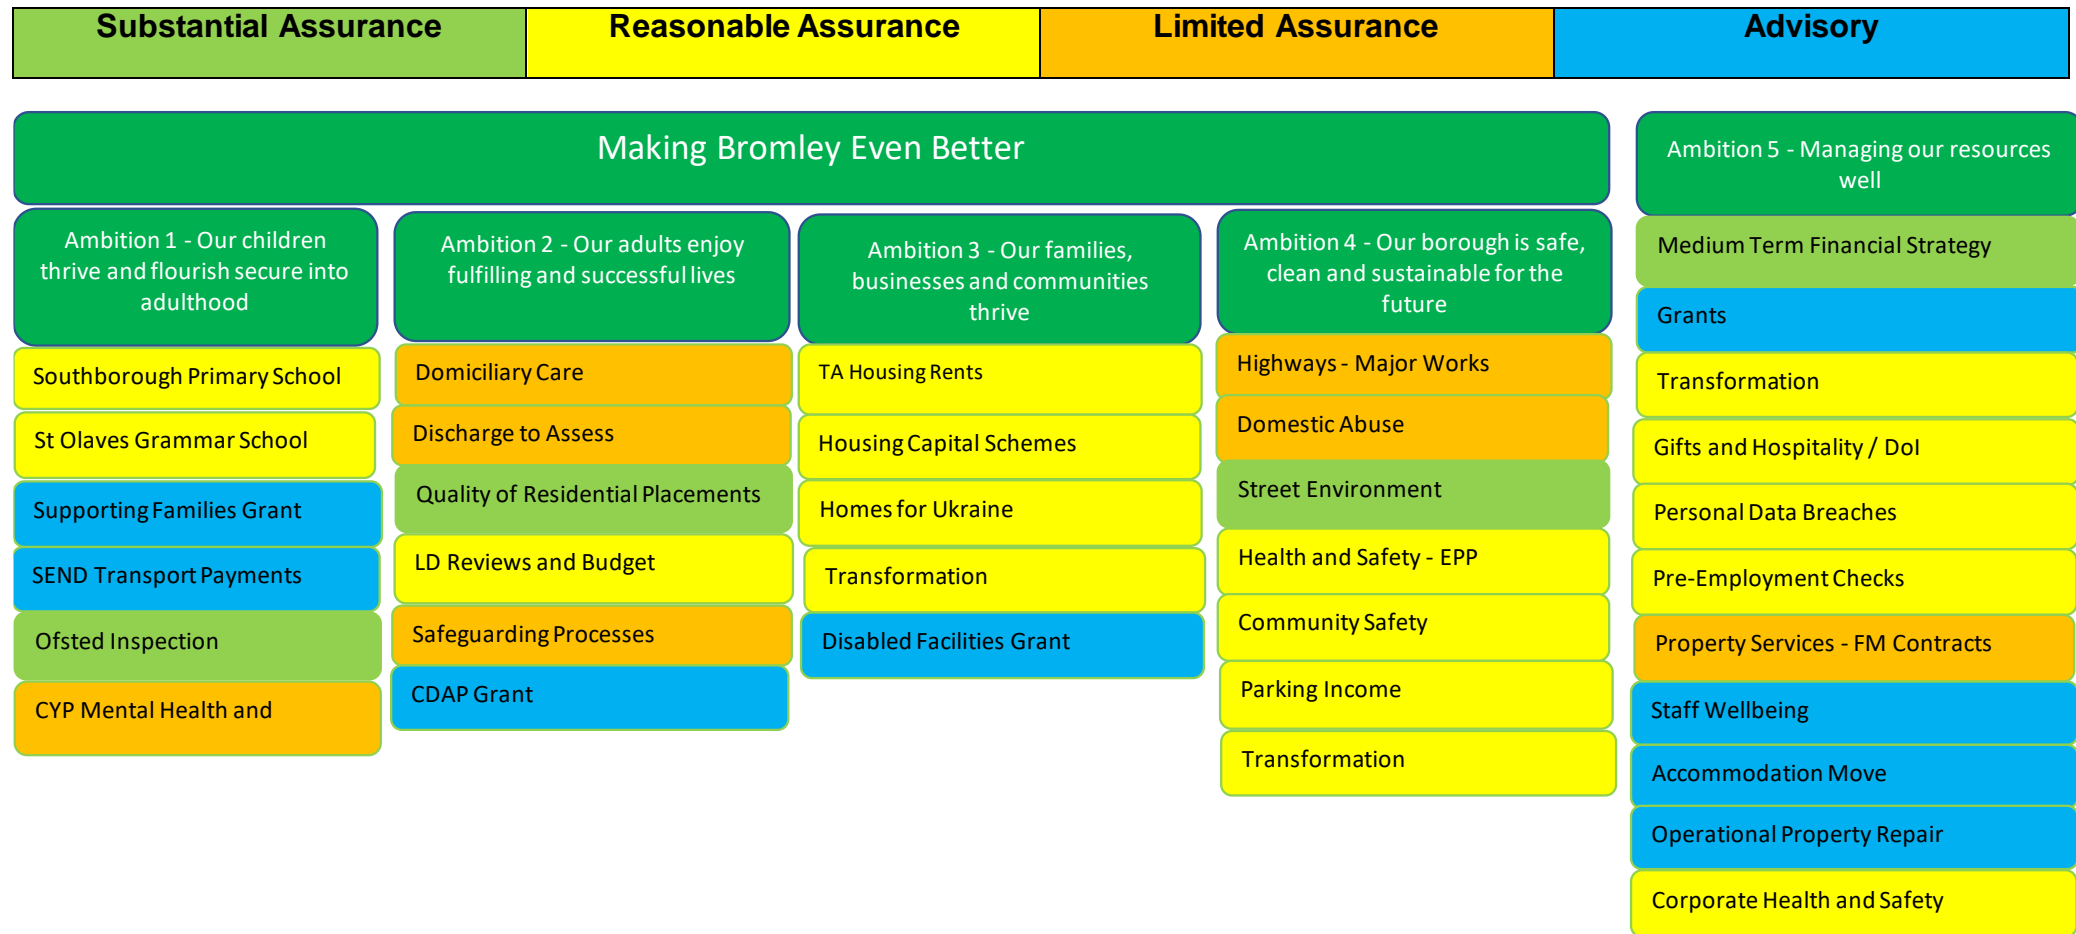 Substantial Assurance
Reasonable Assurance
Limited Assurance
Advisory
Making Bromley Even Better
Ambition 1 - Our children
thrive and flourish secure into
adulthood
Southborough Primary School
St Olaves Grammar School
Supporting Families Grant
SEND Transport Payments
Ofsted Inspection
CYP Mental Health and
Ambition 2 - Our adults enjoy
fulfilling and successful lives
Domiciliary Care
Discharge to Assess
Quality of Residential Placements
LD Reviews and Budget
Safeguarding Processes
CDAP Grant
Ambition 3 - Our families,
businesses and communities
thrive
TA Housing Rents
Housing Capital Schemes
Homes for Ukraine
Transformation
Disabled Facilities Grant
Ambition 4 - Our borough is safe,
clean and sustainable for the
future
Highways - Major Works
Domestic Abuse
Street Environment
Health and Safety - EPP
Community Safety
Parking Income
Transformation
Ambition 5 - Managing our resources
well
Medium Term Financial Strategy
Grants
Transformation
Gifts and Hospitality / DoI
Personal Data Breaches
Pre-Employment Checks
Property Services - FM Contracts
Staff Wellbeing
Accommodation Move
Operational Property Repair
Corporate Health and Safety